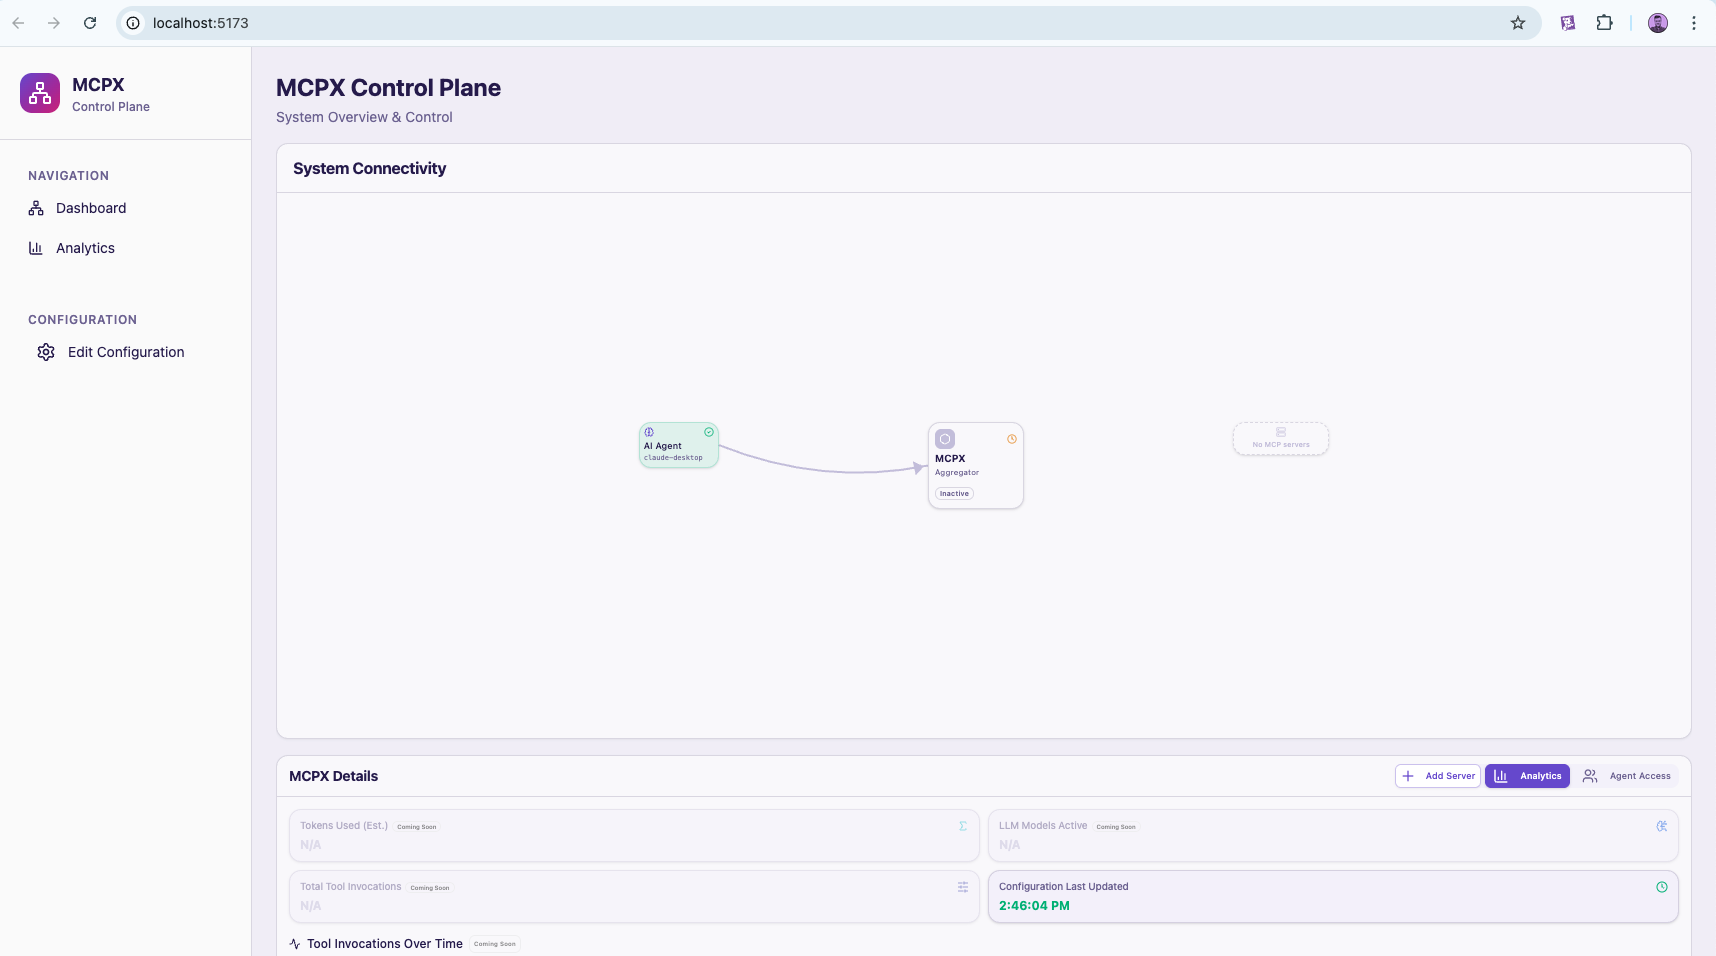 localhost:5173
MCPX
Control Plane
NAVIGATION
Dashboard
Analytics
CONFIGURATION
Edit Configuration
MCPX Control Plane
System Overview & Control
System Connectivity
AI Agent
claude-desktop
MCPX
Aggregator
Inactive
No MCP servers
MCPX Details
Add Server
Analytics
Agent Access
Tokens Used (Est.) Coming Soon
N/A
LLM Models Active Coming Soon
N/A
Total Tool Invocations Coming Soon
N/A
Configuration Last Updated
2:46:04 PM
Tool Invocations Over Time Coming Soon